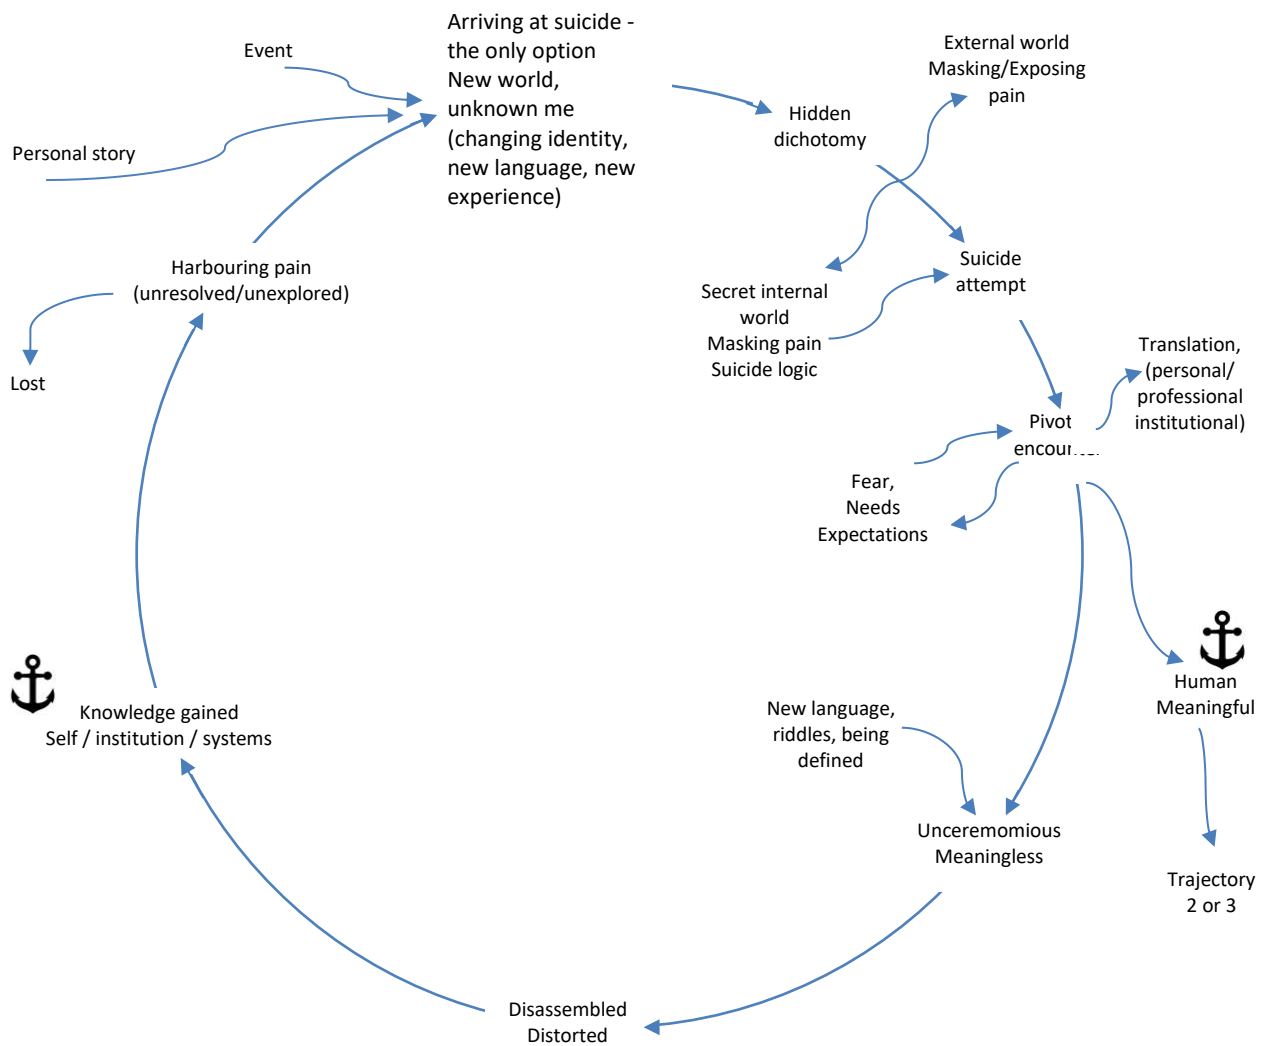 Arriving at suicide -
the only option
New world,
unknown me
(changing identity,
new language, new
experience)
Event
Personal story
External world
Masking/Exposing
pain
Hidden
dichotomy
Harbouring pain
(unresolved/unexplored)
Lost
Suicide
attempt
Secret internal
world
Masking pain
Suicide logic
Translation,
(personal/
professional
institutional)
Pivot
Fear,
Needs
Expectations
Human
Meaningful
Knowledge gained
Self / institution / systems
New language,
riddles, being
defined
Unceremomious
Meaningless
Trajectory
2 or 3
Disassembled
Distorted